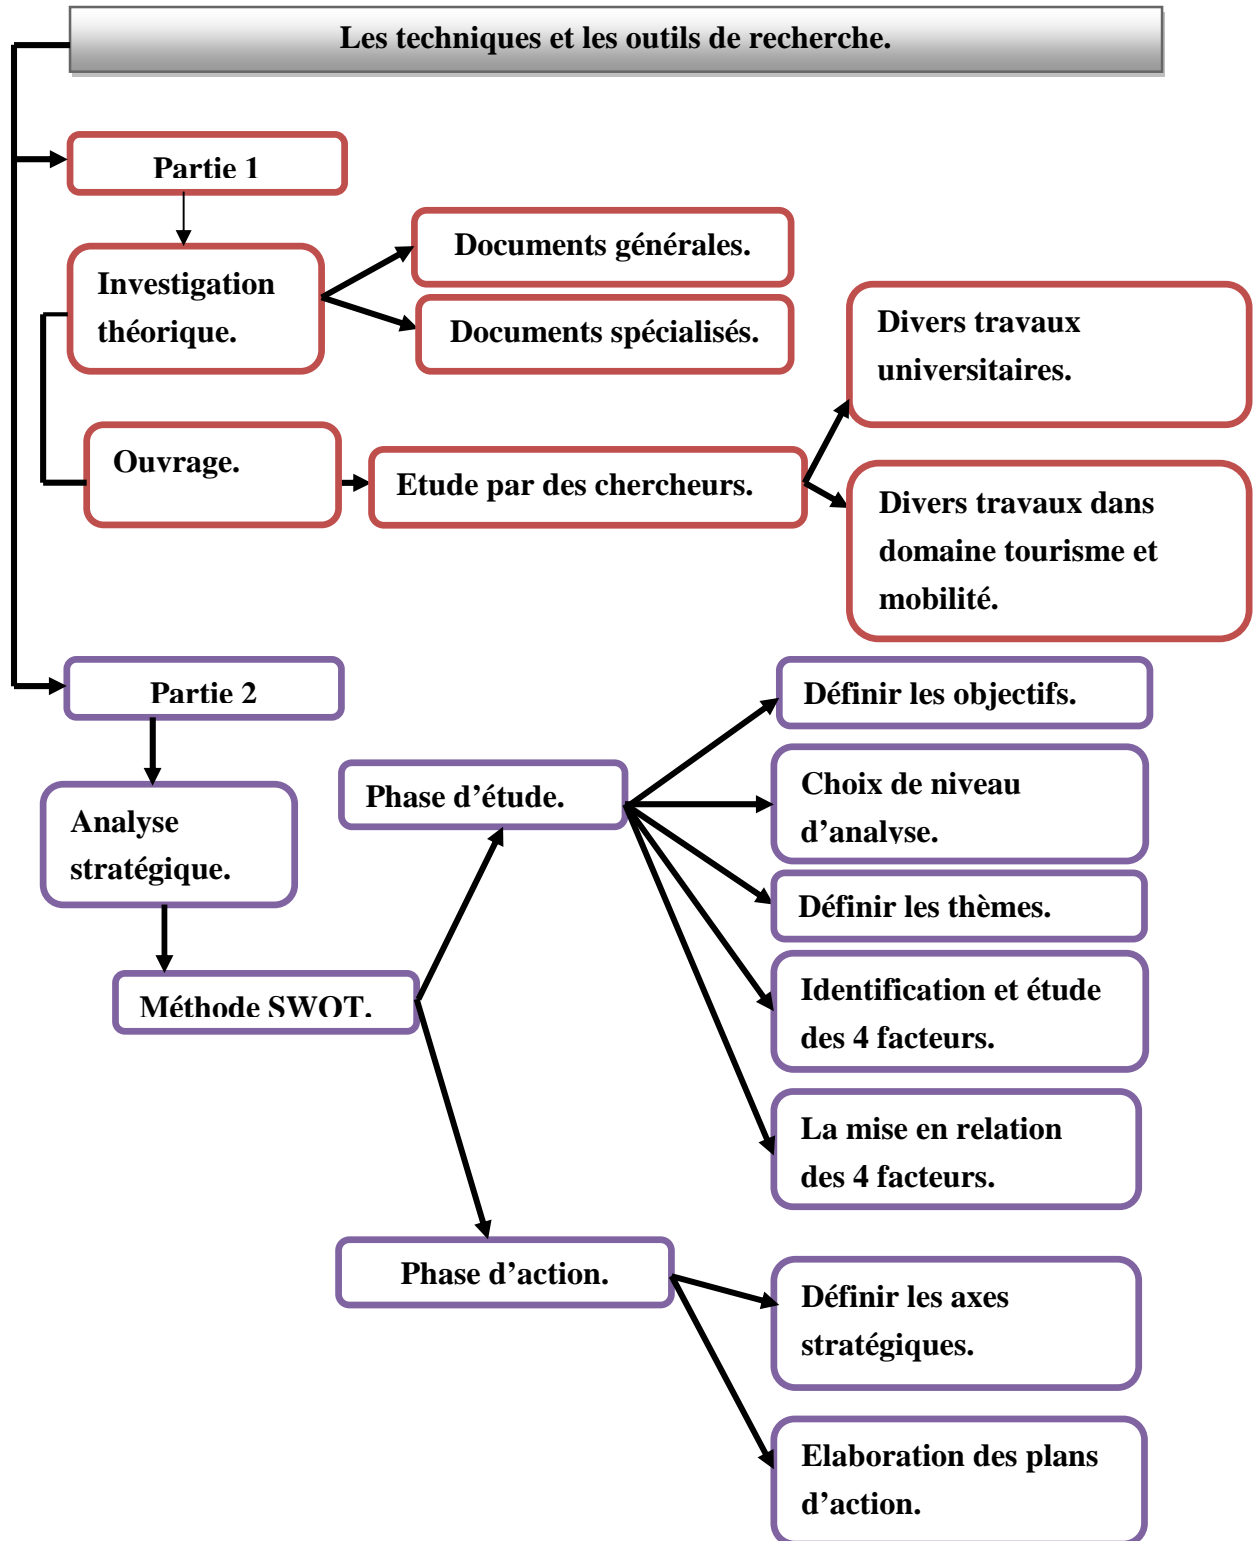 Les techniques et les outils de recherche.
Partie 1
Investigation
théorique.
Documents générales.
Documents spécialisés.
Ouvrage.
Etude par des chercheurs.
Divers travaux
universitaires.
Divers travaux dans
domaine tourisme et
mobilité.
Partie 2
Analyse
stratégique.
Méthode SWOT.
Phase d’étude.
Définir les objectifs.
Choix de niveau
d’analyse.
Définir les thèmes.
Identification et étude
des 4 facteurs.
La mise en relation
des 4 facteurs.
Phase d’action.
Définir les axes
stratégiques.
Elaboration des plans
d’action.